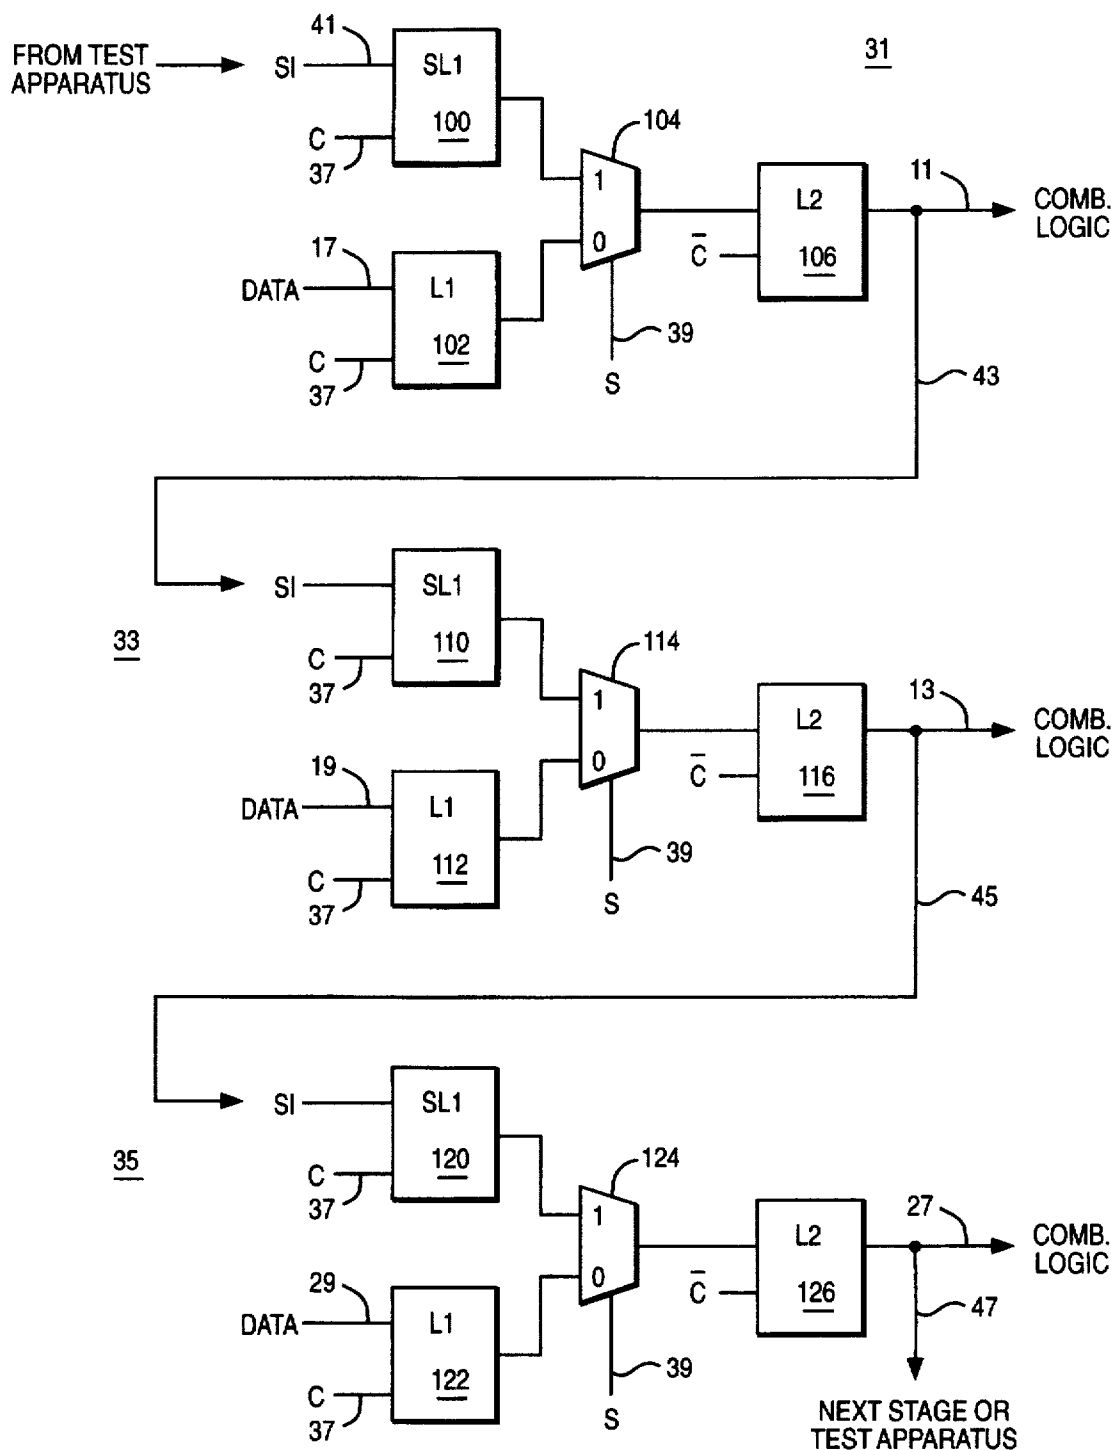 FROM TEST
APPARATUS
SI
41
SL1
100
C
37
31
104
1
0
17
DATA
L1
102
C
37
39
S
L2
106
C̅
11
COMB.
LOGIC
43
33
SI
SL1
110
C
37
114
1
0
19
DATA
L1
112
C
37
39
S
L2
116
C̅
13
COMB.
LOGIC
45
35
SI
SL1
120
C
37
124
1
0
29
DATA
L1
122
C
37
39
S
L2
126
C̅
27
COMB.
LOGIC
47
NEXT STAGE OR
TEST APPARATUS